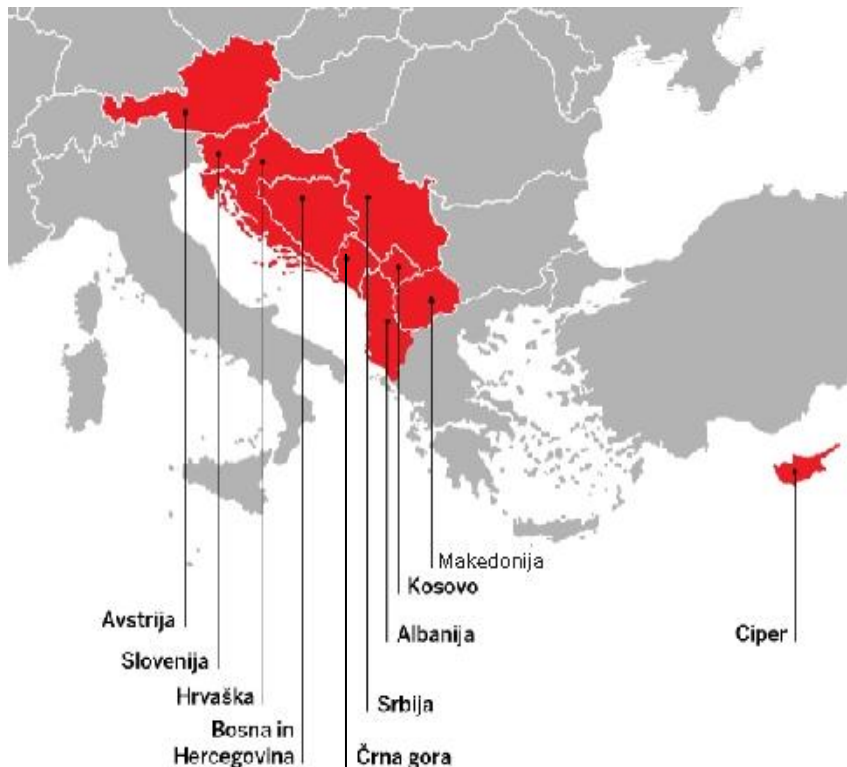 Makedonija
Kosovo
Avstrija
Albanija
Ciper
Slovenija
Hrvaška
Srbija
Bosna in
Hercegovina
Črna gora